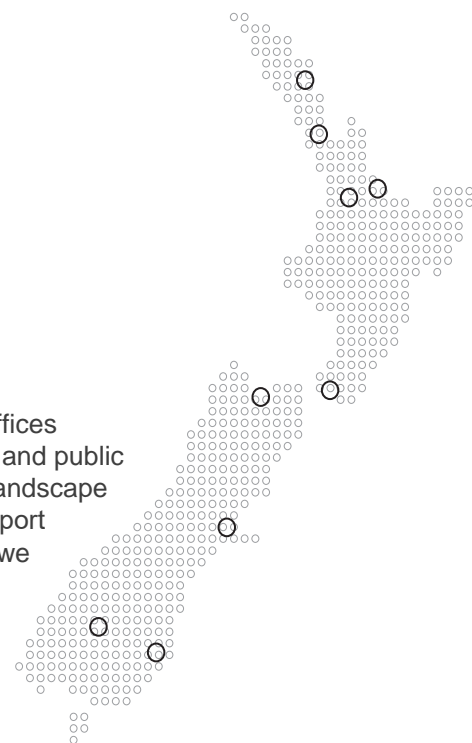 ffices
and public
andscape
port
we